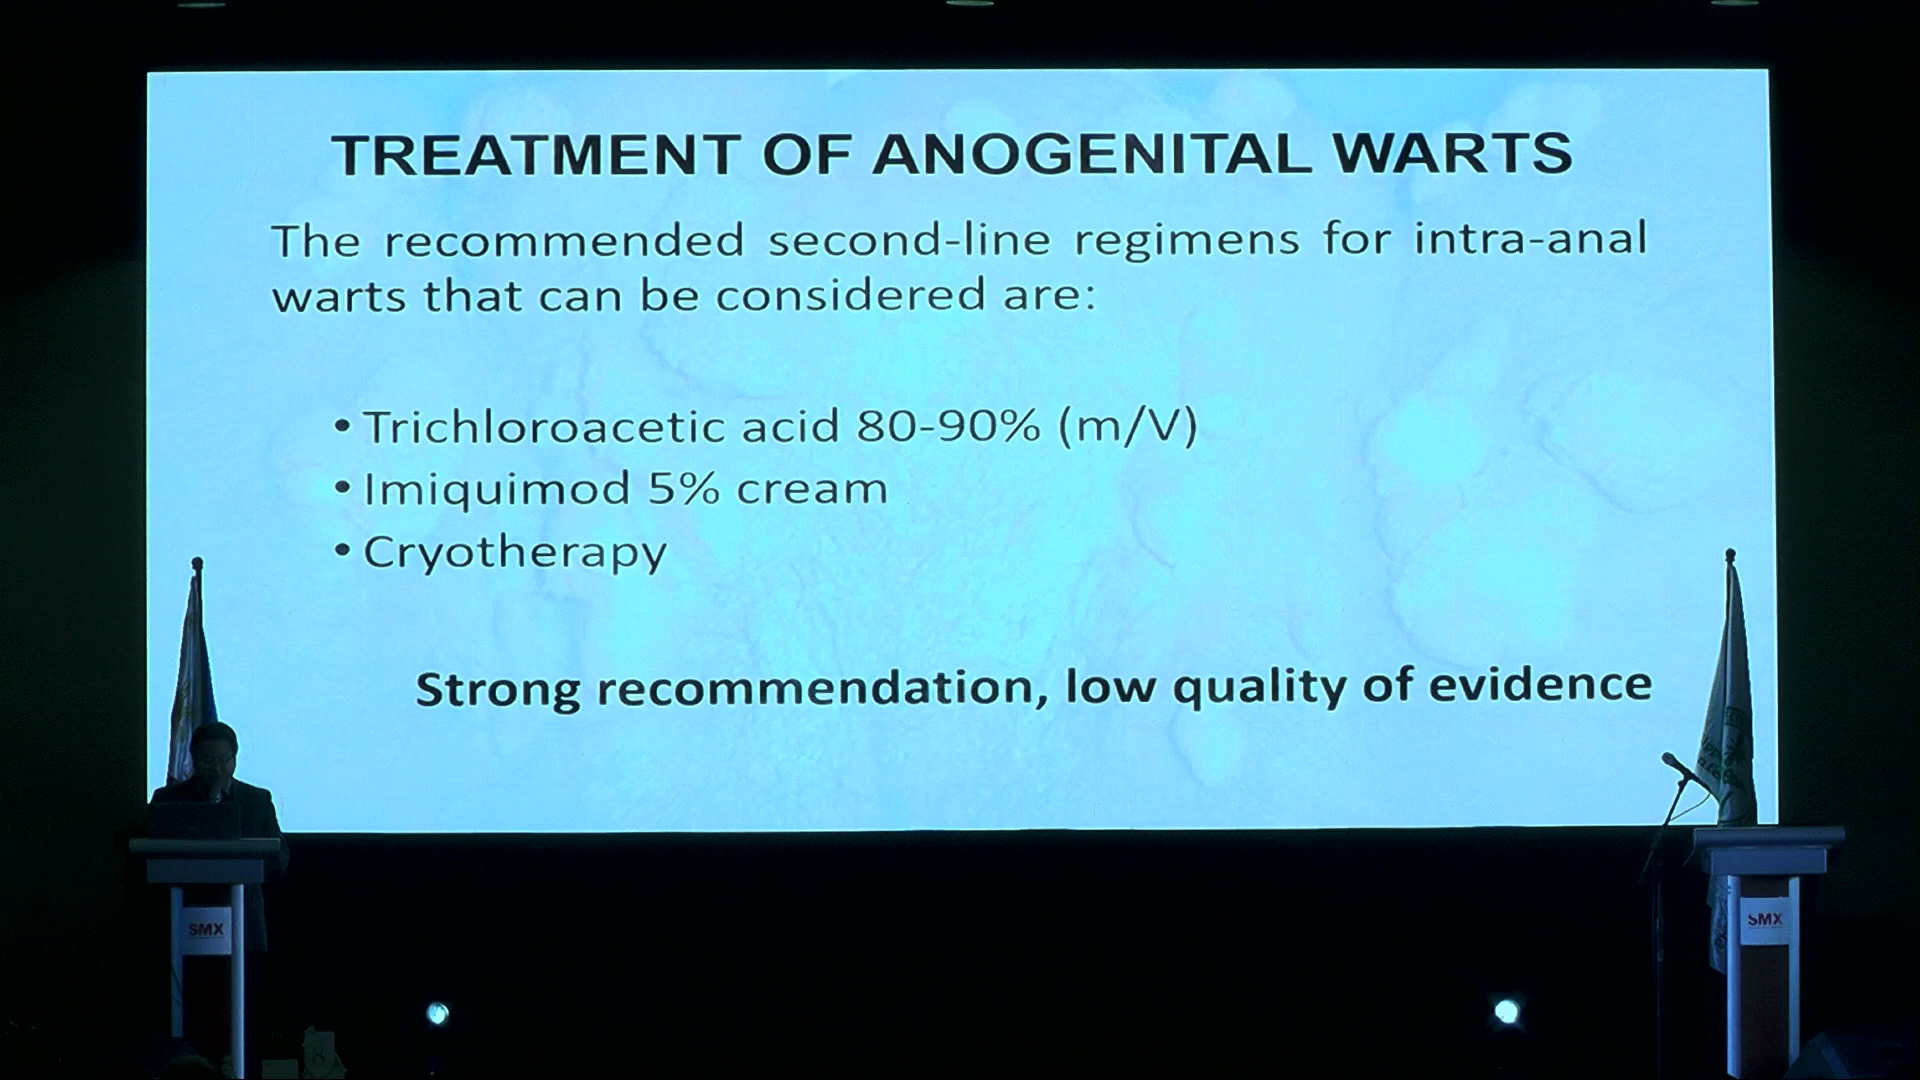 TREATMENT OF ANOGENITAL WARTS
The recommended second-line regimens for intra-anal
warts that can be considered are:
• Trichloroacetic acid 80-90% (m/V)
• Imiquimod 5% cream
• Cryotherapy
Strong recommendation, low quality of evidence
SMX
SMX
8